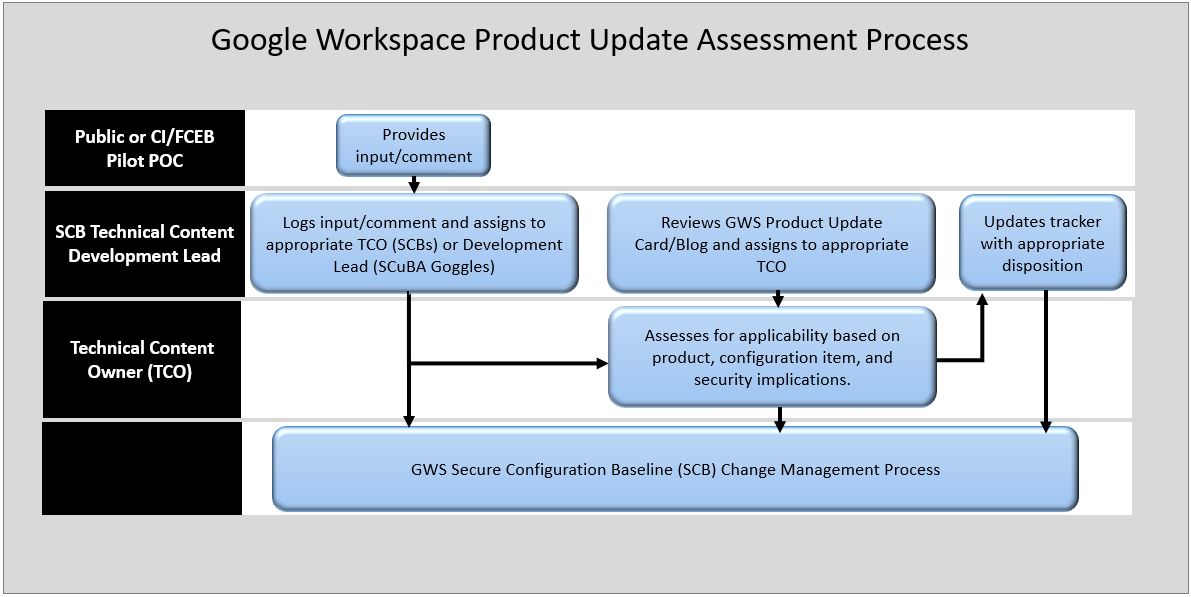 Google Workspace Product Update Assessment Process
Public or CI/FCEB
Pilot POC
Provides
input/comment
SCB Technical Content
Development Lead
Logs input/comment and assigns to
appropriate TCO (SCBs) or Development
Lead (SCuBA Goggles)
Reviews GWS Product Update
Card/Blog and assigns to appropriate
TCO
Updates tracker
with appropriate
disposition
Technical Content
Owner (TCO)
Assesses for applicability based on
product, configuration item, and
security implications.
GWS Secure Configuration Baseline (SCB) Change Management Process